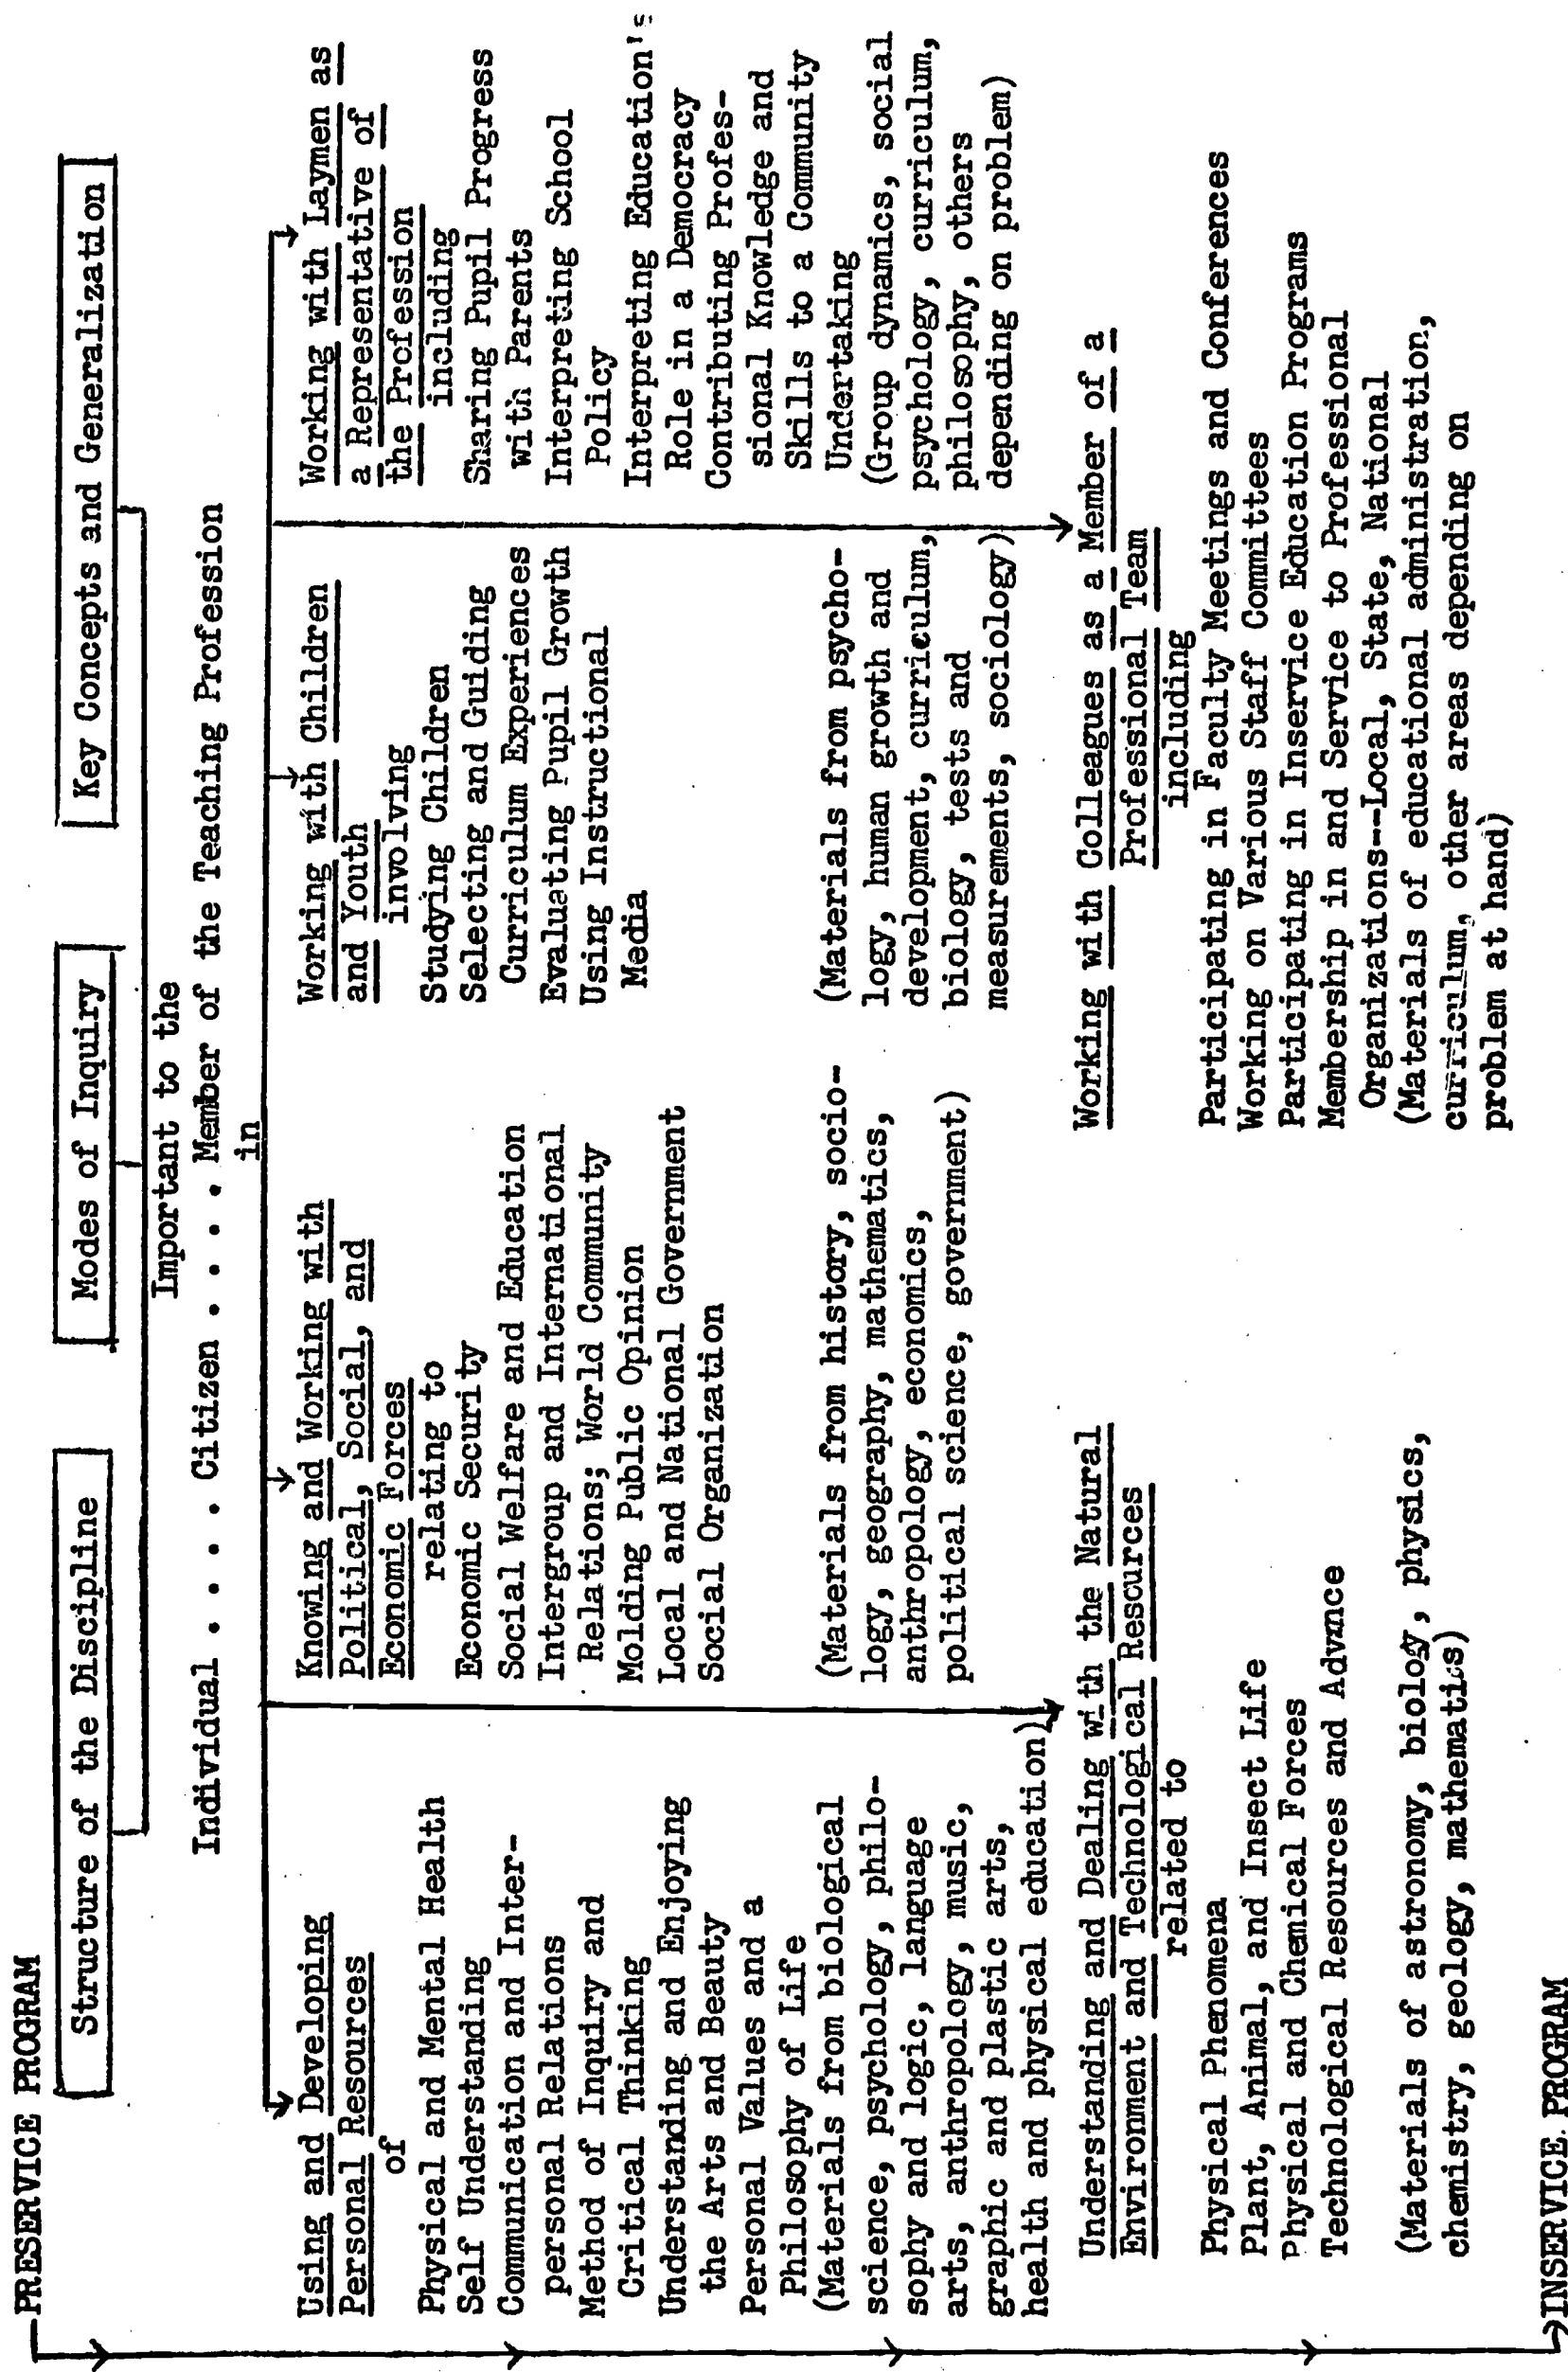 PRESERVICE PROGRAM
Structure of the Discipline
Modes of Inquiry
Key Concepts and Generalization
Important to the
Individual . . . . Citizen . . . . . Member of the Teaching Profession
in
Using and Developing
Personal Resources
of
Physical and Mental Health
Self Understanding
Communication and Inter-
personal Relations
Method of Inquiry and
Critical Thinking
Understanding and Enjoying
the Arts and Beauty
Personal Values and a
Philosophy of Life
(Materials from biological
science, psychology, philo-
sophy and logic, language
arts, anthropology, music,
graphic and plastic arts,
health and physical education)
Knowing and Working with
Political, Social, and
Economic Forces
relating to
Economic Security
Social Welfare and Education
Intergroup and International
Relations; World Community
Molding Public Opinion
Local and National Government
Social Organization
(Materials from history, socio-
logy, geography, mathematics,
anthropology, economics,
political science, government)
Working with Children
and Youth
involving
Studying Children
Selecting and Guiding
Curriculum Experiences
Evaluating Pupil Growth
Using Instructional
Media
(Materials from psycho-
logy, human growth and
development, curriculum,
biology, tests and
measurements, sociology)
Working with Laymen as
a Representative of
the Profession
including
Sharing Pupil Progress
with Parents
Interpreting School
Policy
Interpreting Education's
Role in a Democracy
Contributing Profes-
sional Knowledge and
Skills to a Community
Undertaking
(Group dynamics, social
psychology, curriculum,
philosophy, others
depending on problem)
Understanding and Dealing with the Natural
Environment and Technological Rescurces
related to
Physical Phenomena
Plant, Animal, and Insect Life
Physical and Chemical Forces
Technological Resources and Advnce
(Materials of astronomy, biology, physics,
chemistry, geology, mathematics)
Working with Colleagues as a Member of a
Professional Team
including
Participating in Faculty Meetings and Conferences
Working on Various Staff Committees
Participating in Inservice Education Programs
Membership in and Service to Professional
Organizations--Local, State, National
(Materials of educational administration,
curriculum, other areas depending on
problem at hand)
INSERVICE PROGRAM